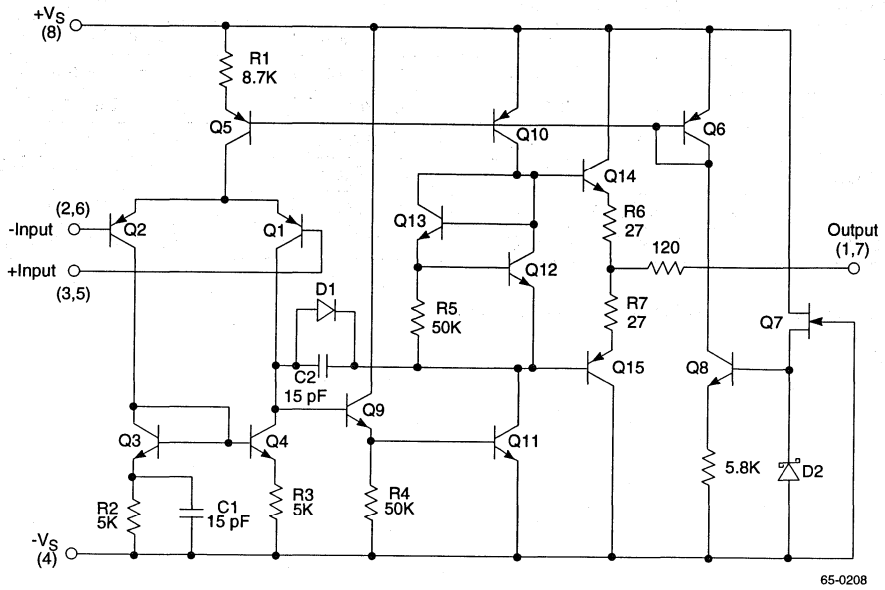 +VS
(8)
R1
8.7K
Q5
Q10
Q6
Q14
(2,6)
-Input
Q2
Q1
Q13
R6
27
Output
(1,7)
120
+Input
(3,5)
Q12
D1
R5
50K
R7
27
Q7
C2
15 pF
Q15
Q8
Q9
Q3
Q4
Q11
5.8K
D2
R2
5K
C1
15 pF
R3
5K
R4
50K
-VS
(4)
65-0208